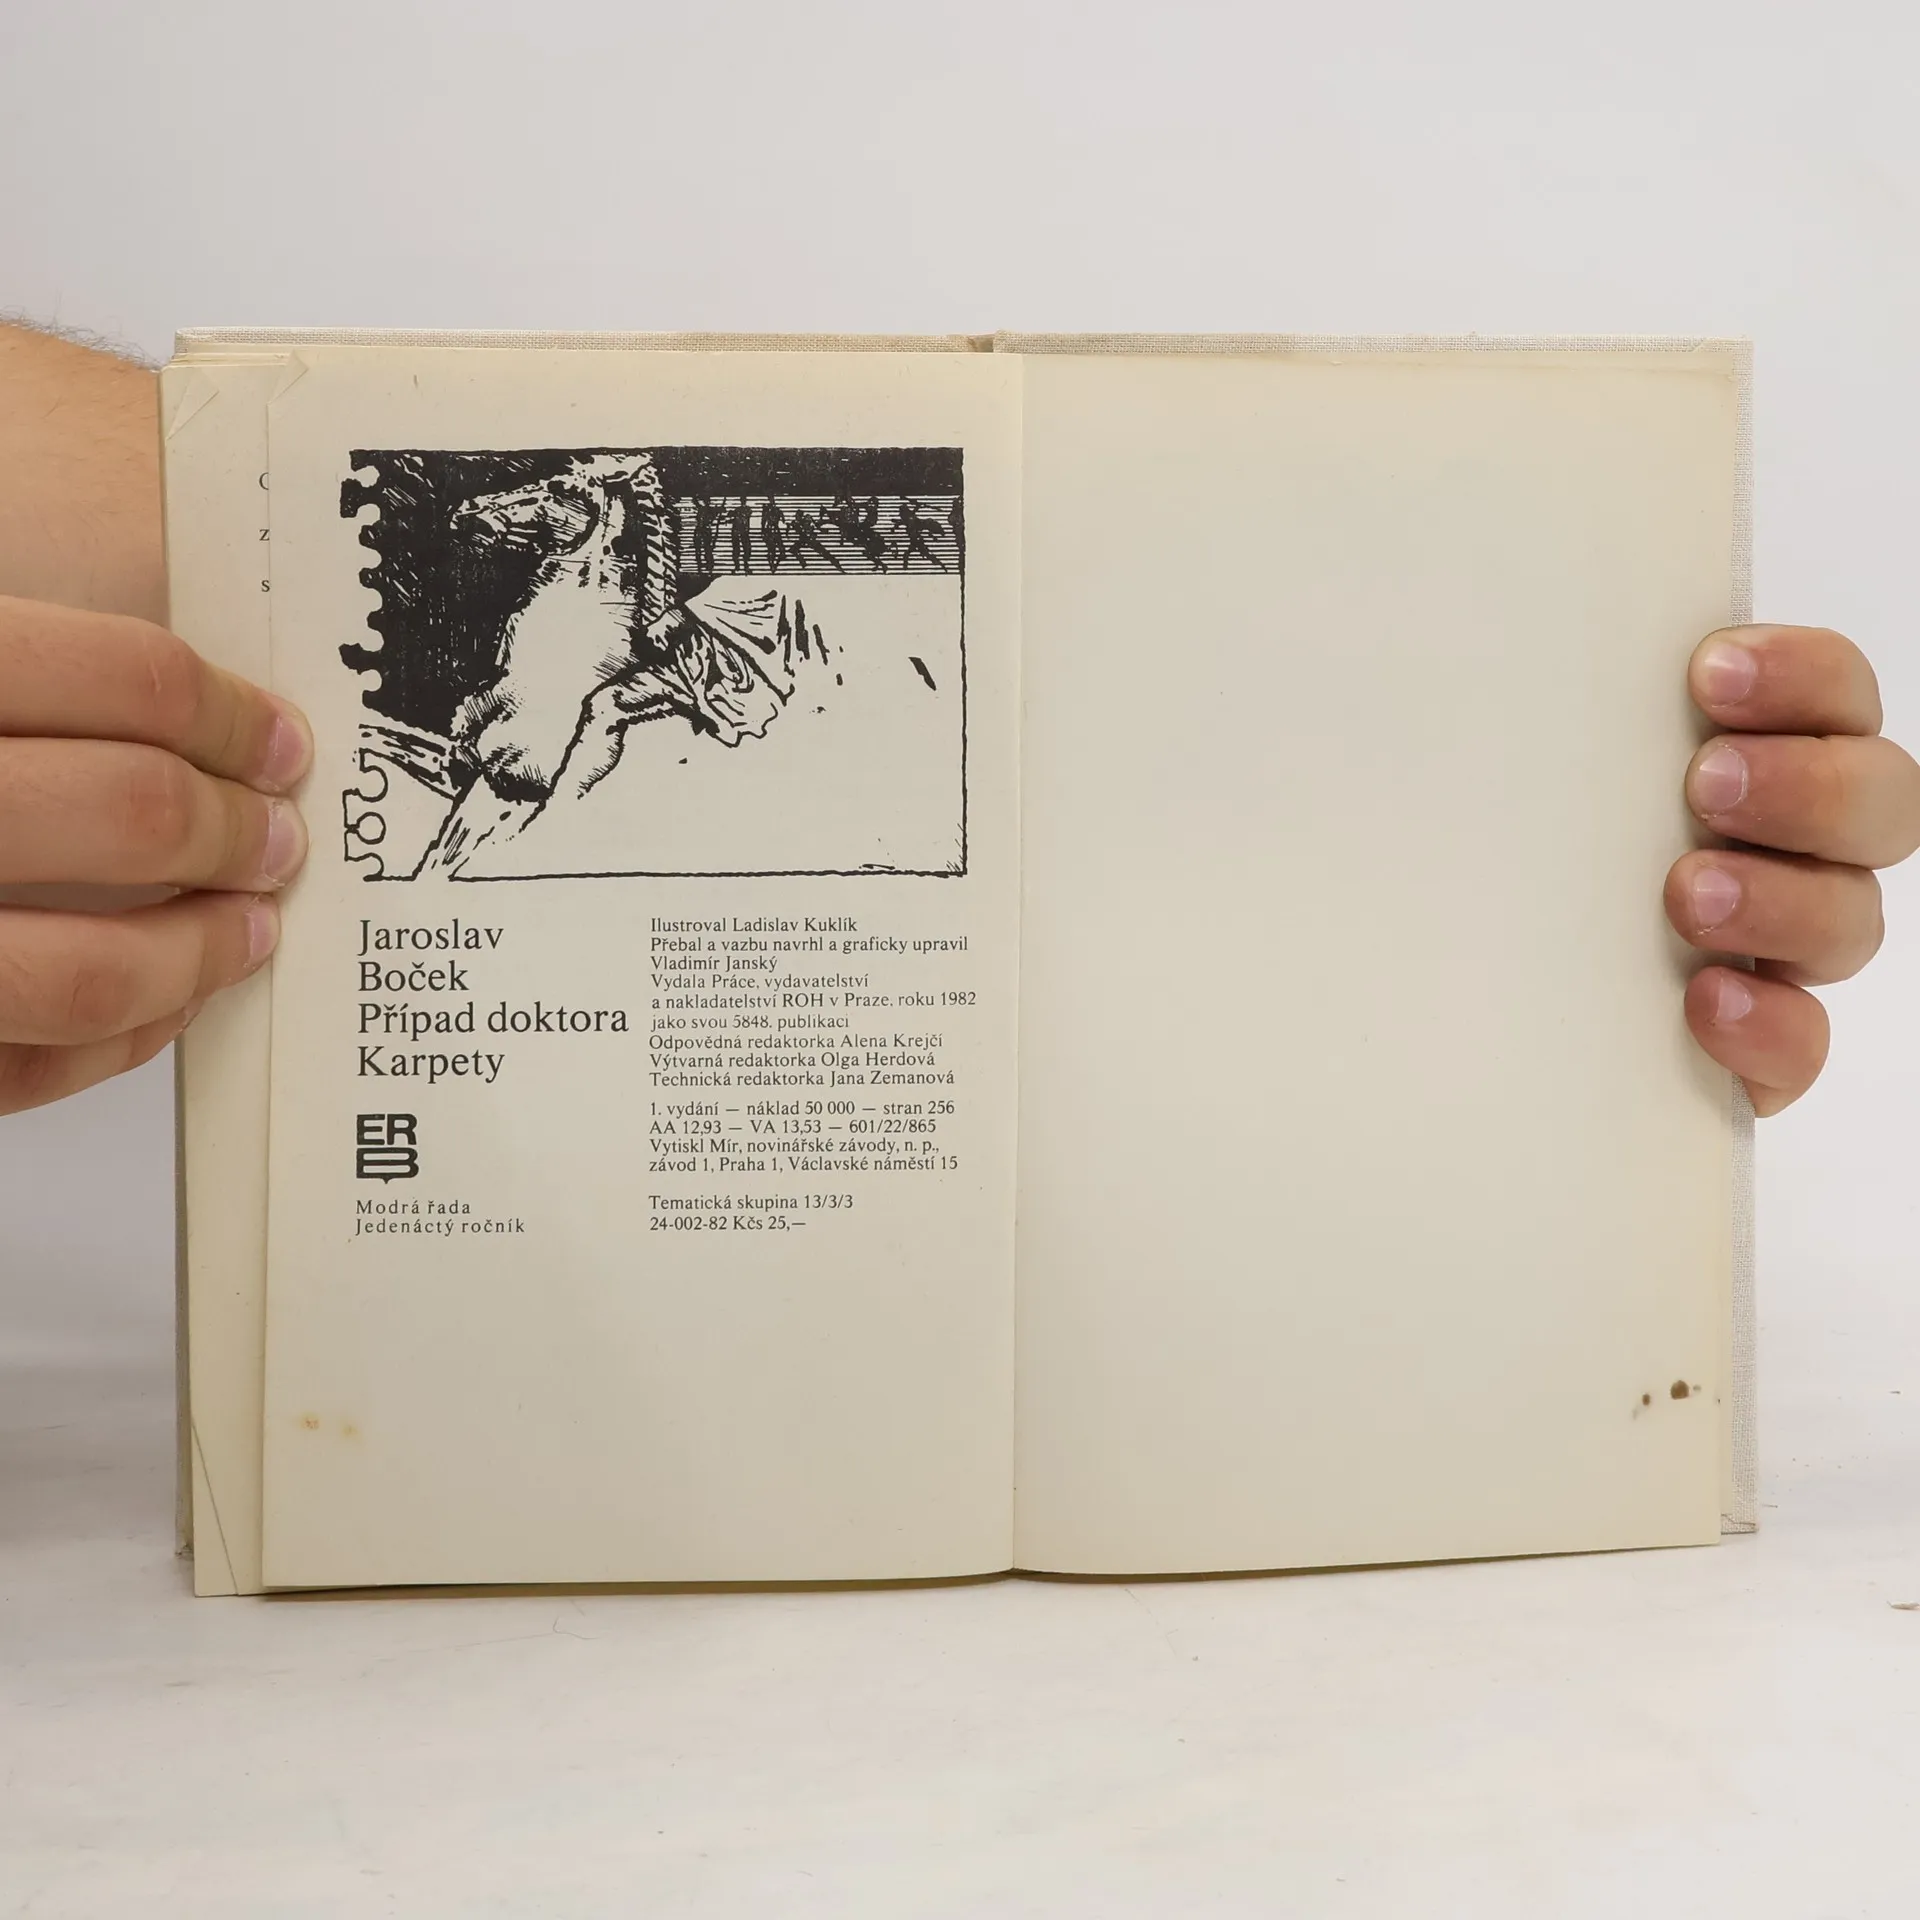 C
z
s
Jaroslav
Boček
Případ doktora
Karpety
ER
B
Modrá řada
Jedenáctý ročník
Ilustroval Ladislav Kuklík
Přebal a vazbu navrhl a graficky upravil
Vladimír Janský
Vydala Práce, vydavatelství
a nakladatelství ROH v Praze, roku 1982
jako svou 5848. publikaci
Odpovědná redaktorka Alena Krejčí
Výtvarná redaktorka Olga Herdová
Technická redaktorka Jana Zemanová
1. vydání — náklad 50 000 — stran 256
AA 12,93 — VA 13,53 — 601/22/865
Vytiskl Mír, novinářské závody, n. p.,
závod 1, Praha 1, Václavské náměstí 15
Tematická skupina 13/3/3
24-002-82 Kčs 25,—